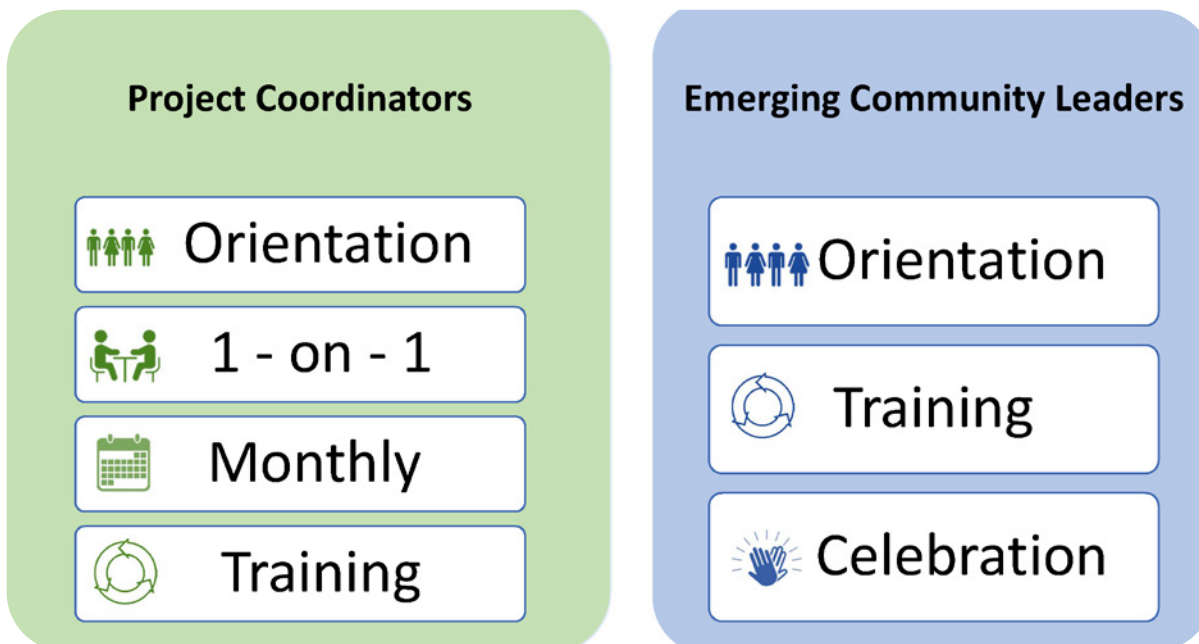 Project Coordinators
Orientation
1 - on - 1
Monthly
Training
Emerging Community Leaders
Orientation
Training
Celebration